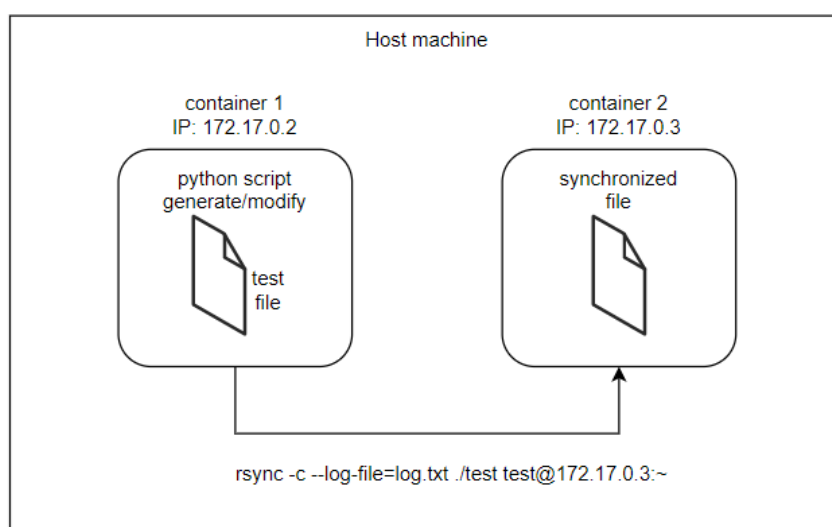 Host machine
container 1
IP: 172.17.0.2
container 2
IP: 172.17.0.3
python script
generate/modify
test
file
synchronized
file
rsync -c --log-file=log.txt ./test test@172.17.0.3:~